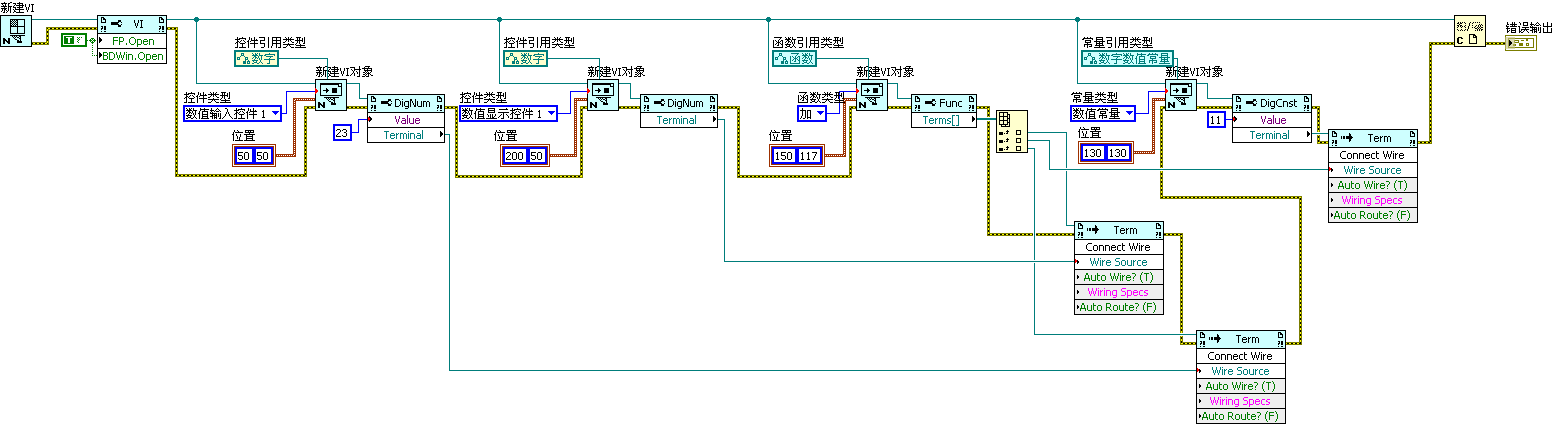 新建VI
N
VI
FP.Open
BDWin.Open
T
控件引用类型
数字
新建VI对象
N
控件类型
数值输入控件 1
位置
50 50
DigNum
Value
Terminal
23
控件引用类型
数字
新建VI对象
N
控件类型
数值显示控件 1
位置
200 50
DigNum
Terminal
函数引用类型
函数
新建VI对象
N
函数类型
加
位置
150 117
Func
Terms[]
常量引用类型
数字数值常量
新建VI对象
N
常量类型
数值常量
位置
130 130
DigCnst
Value
Terminal
11
Term
Connect Wire
Wire Source
Auto Wire? (T)
Wiring Specs
Auto Route? (F)
Term
Connect Wire
Wire Source
Auto Wire? (T)
Wiring Specs
Auto Route? (F)
Term
Connect Wire
Wire Source
Auto Wire? (T)
Wiring Specs
Auto Route? (F)
C
错误输出